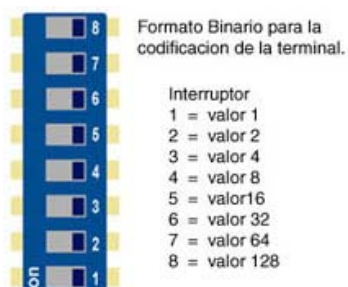 8
7
6
5
4
3
2
1
on
Formato Binario para la
codificacion de la terminal.
Interruptor
1 = valor 1
2 = valor 2
3 = valor 4
4 = valor 8
5 = valor16
6 = valor 32
7 = valor 64
8 = valor 128